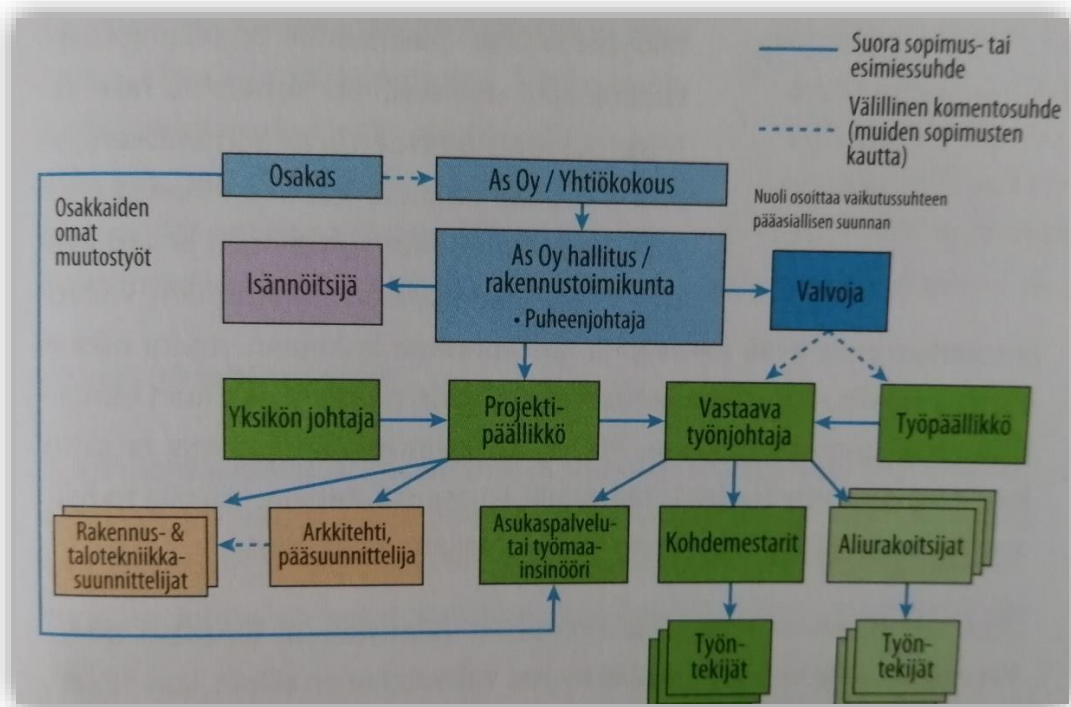 Suora sopimus- tai
esimiessuhde
Välillinen komentosuhde
(muiden sopimusten
kautta)
Nuoli osoittaa vaikutussuhteen
pääasiallisen suunnan
Osakas
As Oy / Yhtiökokous
Osakkaiden
omat
muutostyöt
Isännöitsijä
As Oy hallitus /
rakennustoimikunta
• Puheenjohtaja
Valvoja
Yksikön johtaja
Projekti-
päällikkö
Vastaava
työnjohtaja
Työpäällikkö
Rakennus- &
talotekniikka-
suunnittelijat
Arkkitehti,
pääsuunnittelija
Asukaspalvelu-
tai työmaa-
insinööri
Kohdemestarit
Aliurakoitsijat
Työn-
tekijät
Työn-
tekijät